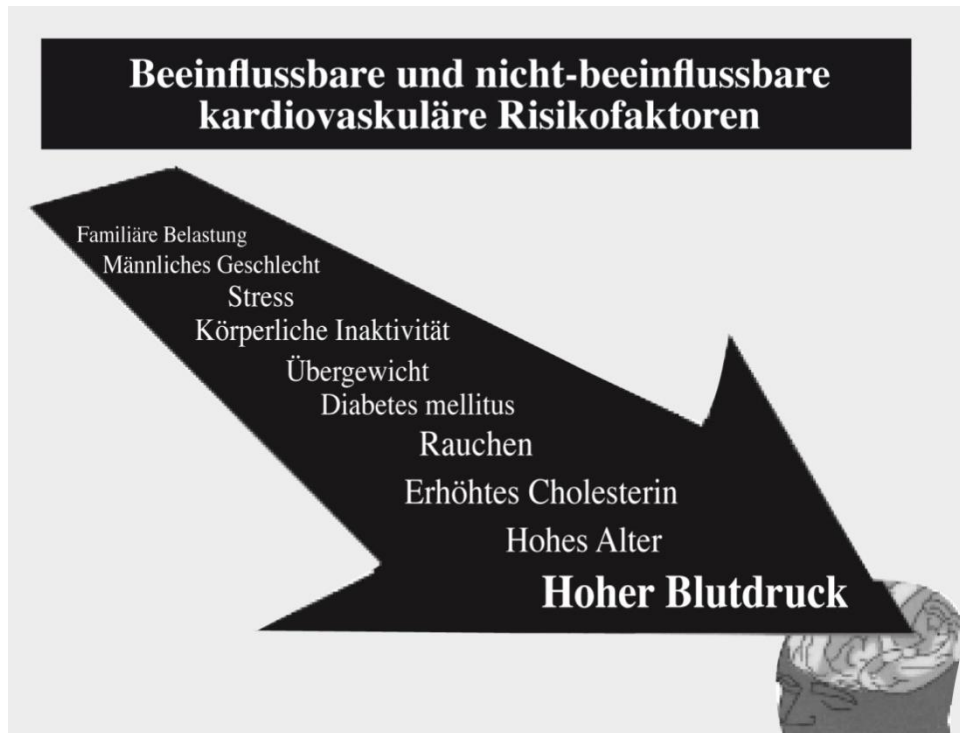 Beeinflussbare und nicht-beeinflussbare
kardiovaskuläre Risikofaktoren
Familiäre Belastung
Männliches Geschlecht
Stress
Körperliche Inaktivität
Übergewicht
Diabetes mellitus
Rauchen
Erhöhtes Cholesterin
Hohes Alter
Hoher Blutdruck